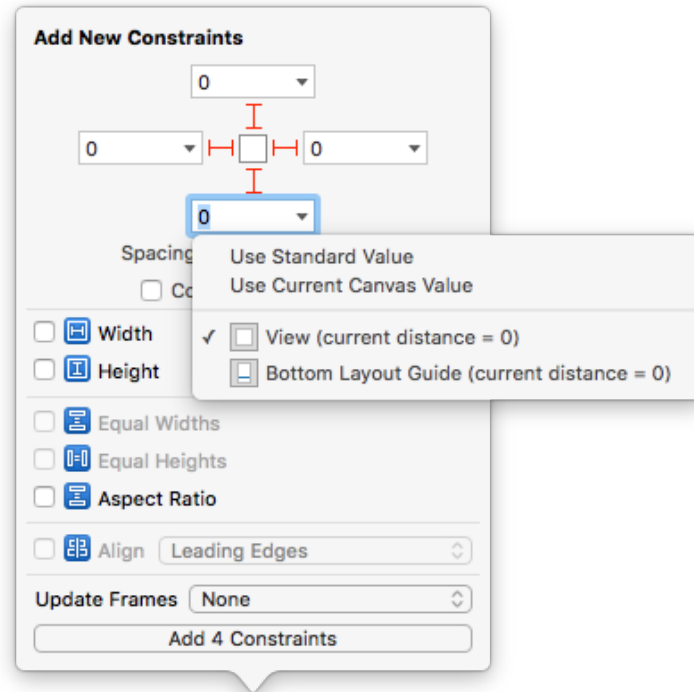 Add New Constraints
0
0
0
0
Spacing
Use Standard Value
Use Current Canvas Value
Width
View (current distance = 0)
Height
Bottom Layout Guide (current distance = 0)
Equal Widths
Equal Heights
Aspect Ratio
Align Leading Edges
Update Frames None
Add 4 Constraints